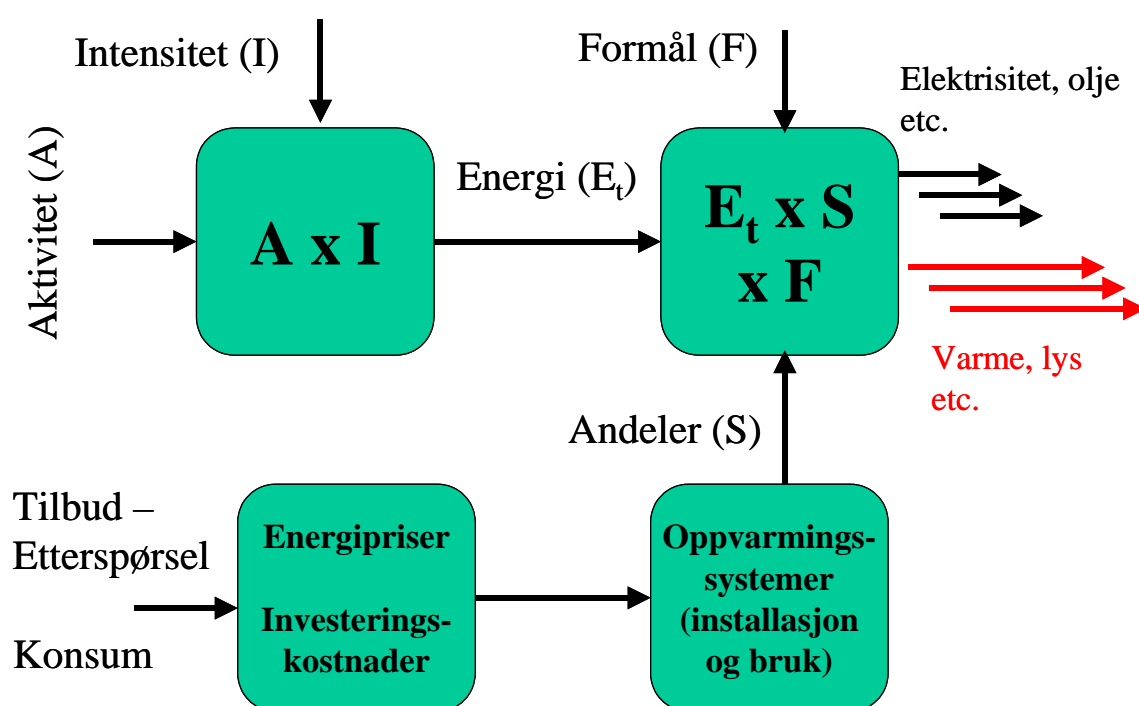 Intensitet (I)
Formål (F)
Elektrisitet, olje
etc.
Aktivitet (A)
A x I
Energi (Et)
Et x S
x F
Varme, lys
etc.
Andeler (S)
Tilbud –
Etterspørsel
Konsum
Energipriser
Investerings-
kostnader
Oppvarmings-
systemer
(installasjon
og bruk)